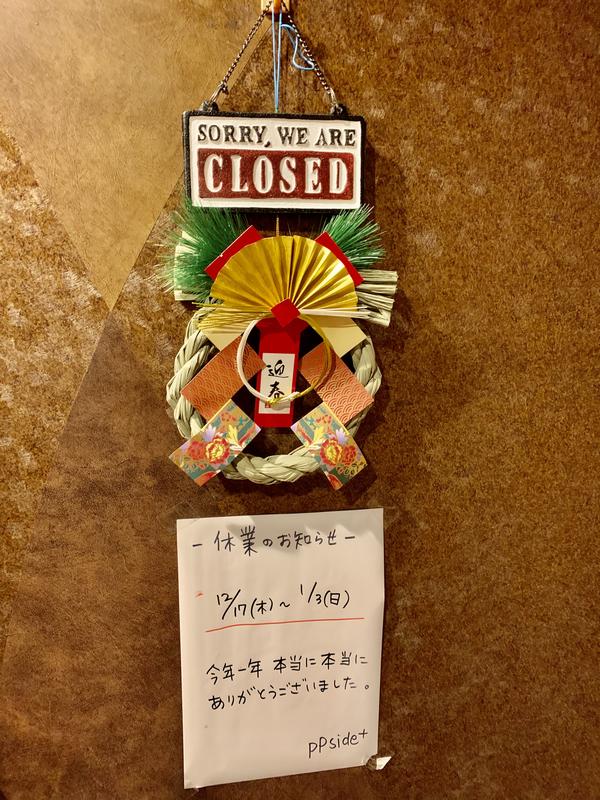 SORRY, WE ARE
CLOSED
迎春
- 休業のお知らせ -
12/17(木)~ 1/3(日)
今年一年 本当に本当に
ありがとうございました。
pPside+